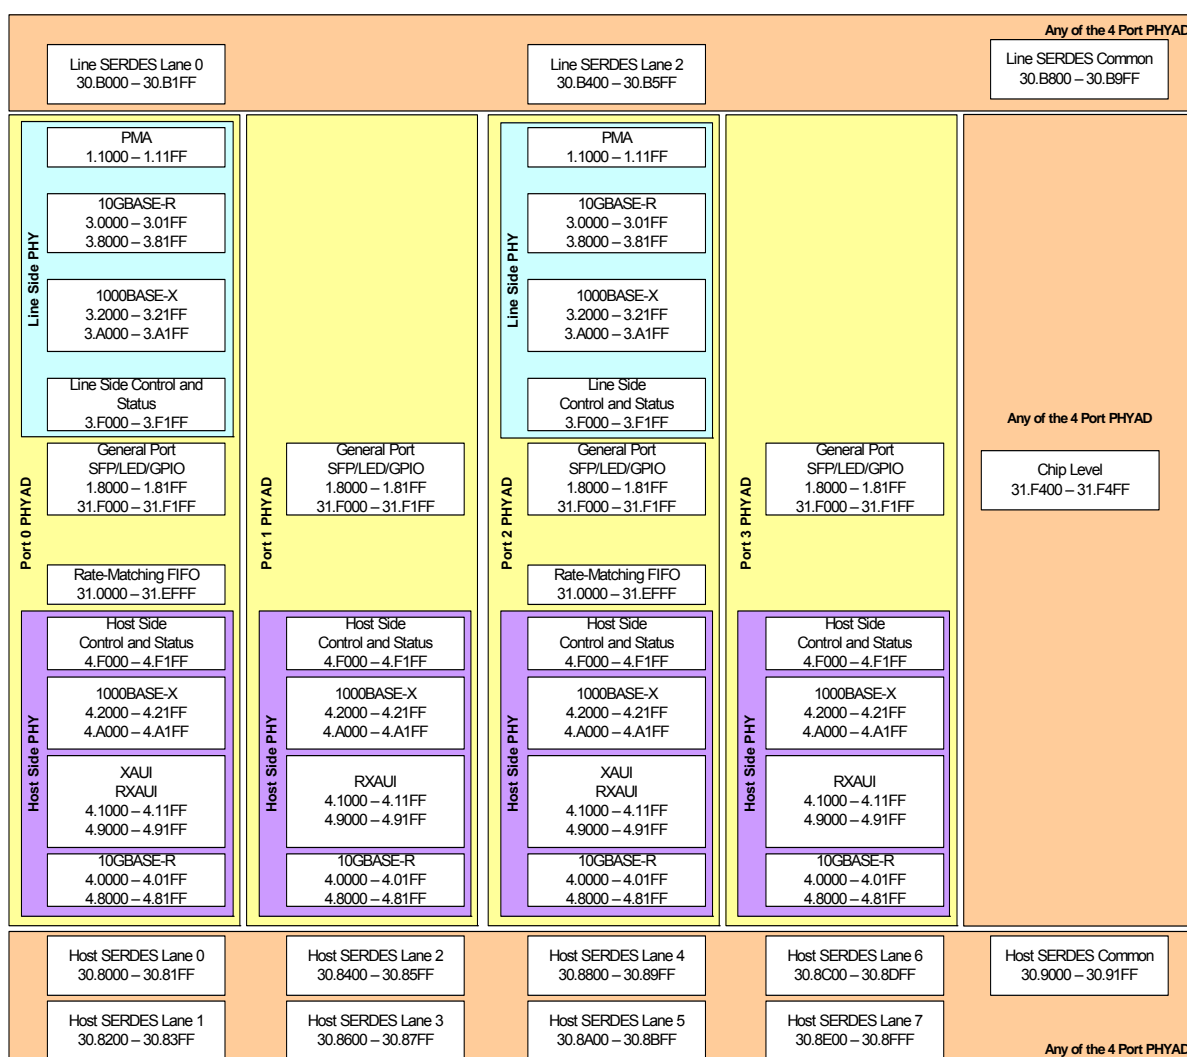 Any of the 4 Port PHYAD
Line SERDES Lane 0
30.B000 – 30.B1FF
Line SERDES Lane 2
30.B400 – 30.B5FF
Line SERDES Common
30.B800 – 30.B9FF
Port 0 PHYAD
Line Side PHY
PMA
1.1000 – 1.11FF
10GBASE-R
3.0000 – 3.01FF
3.8000 – 3.81FF
1000BASE-X
3.2000 – 3.21FF
3.A000 – 3.A1FF
Line Side Control and
Status
3.F000 – 3.F1FF
General Port
SFP/LED/GPIO
1.8000 – 1.81FF
31.F000 – 31.F1FF
Rate-Matching FIFO
31.0000 – 31.EFFF
Host Side PHY
Host Side
Control and Status
4.F000 – 4.F1FF
1000BASE-X
4.2000 – 4.21FF
4.A000 – 4.A1FF
XAUI
RXAUI
4.1000 – 4.11FF
4.9000 – 4.91FF
10GBASE-R
4.0000 – 4.01FF
4.8000 – 4.81FF
Port 1 PHYAD
General Port
SFP/LED/GPIO
1.8000 – 1.81FF
31.F000 – 31.F1FF
Host Side PHY
Host Side
Control and Status
4.F000 – 4.F1FF
1000BASE-X
4.2000 – 4.21FF
4.A000 – 4.A1FF
RXAUI
4.1000 – 4.11FF
4.9000 – 4.91FF
10GBASE-R
4.0000 – 4.01FF
4.8000 – 4.81FF
Port 2 PHYAD
Line Side PHY
PMA
1.1000 – 1.11FF
10GBASE-R
3.0000 – 3.01FF
3.8000 – 3.81FF
1000BASE-X
3.2000 – 3.21FF
3.A000 – 3.A1FF
Line Side
Control and Status
3.F000 – 3.F1FF
General Port
SFP/LED/GPIO
1.8000 – 1.81FF
31.F000 – 31.F1FF
Rate-Matching FIFO
31.0000 – 31.EFFF
Host Side PHY
Host Side
Control and Status
4.F000 – 4.F1FF
1000BASE-X
4.2000 – 4.21FF
4.A000 – 4.A1FF
XAUI
RXAUI
4.1000 – 4.11FF
4.9000 – 4.91FF
10GBASE-R
4.0000 – 4.01FF
4.8000 – 4.81FF
Port 3 PHYAD
General Port
SFP/LED/GPIO
1.8000 – 1.81FF
31.F000 – 31.F1FF
Host Side PHY
Host Side
Control and Status
4.F000 – 4.F1FF
1000BASE-X
4.2000 – 4.21FF
4.A000 – 4.A1FF
RXAUI
4.1000 – 4.11FF
4.9000 – 4.91FF
10GBASE-R
4.0000 – 4.01FF
4.8000 – 4.81FF
Any of the 4 Port PHYAD
Chip Level
31.F400 – 31.F4FF
Host SERDES Lane 0
30.8000 – 30.81FF
Host SERDES Lane 2
30.8400 – 30.85FF
Host SERDES Lane 4
30.8800 – 30.89FF
Host SERDES Lane 6
30.8C00 – 30.8DFF
Host SERDES Common
30.9000 – 30.91FF
Host SERDES Lane 1
30.8200 – 30.83FF
Host SERDES Lane 3
30.8600 – 30.87FF
Host SERDES Lane 5
30.8A00 – 30.8BFF
Host SERDES Lane 7
30.8E00 – 30.8FFF
Any of the 4 Port PHYAD